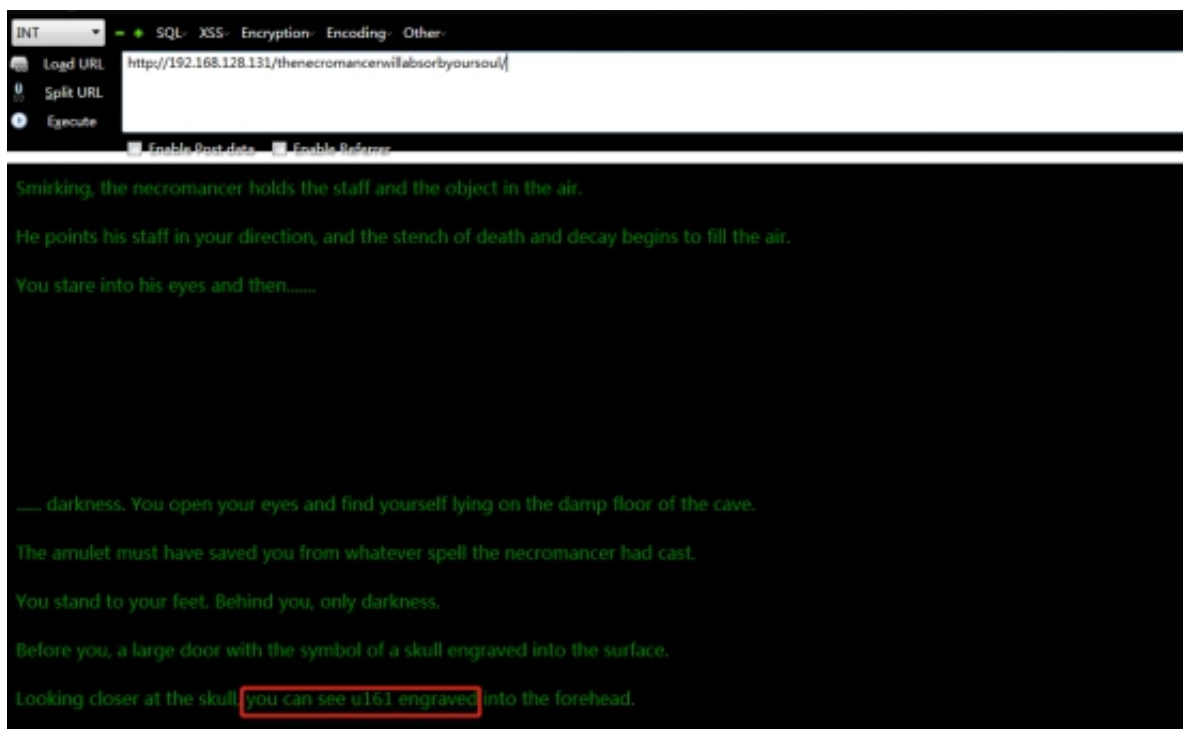 INT SQL- XSS- Encryption- Encoding- Other-
Load URL http://192.168.128.131/thenecromancerwillabsorbyoursoul/
Split URL
Execute
Enable Post data Enable Referrer
Smirking, the necromancer holds the staff and the object in the air.
He points his staff in your direction, and the stench of death and decay begins to fill the air.
You stare into his eyes and then.......
...... darkness. You open your eyes and find yourself lying on the damp floor of the cave.
The amulet must have saved you from whatever spell the necromancer had cast.
You stand to your feet. Behind you, only darkness.
Before you, a large door with the symbol of a skull engraved into the surface.
Looking closer at the skull, you can see u161 engraved into the forehead.